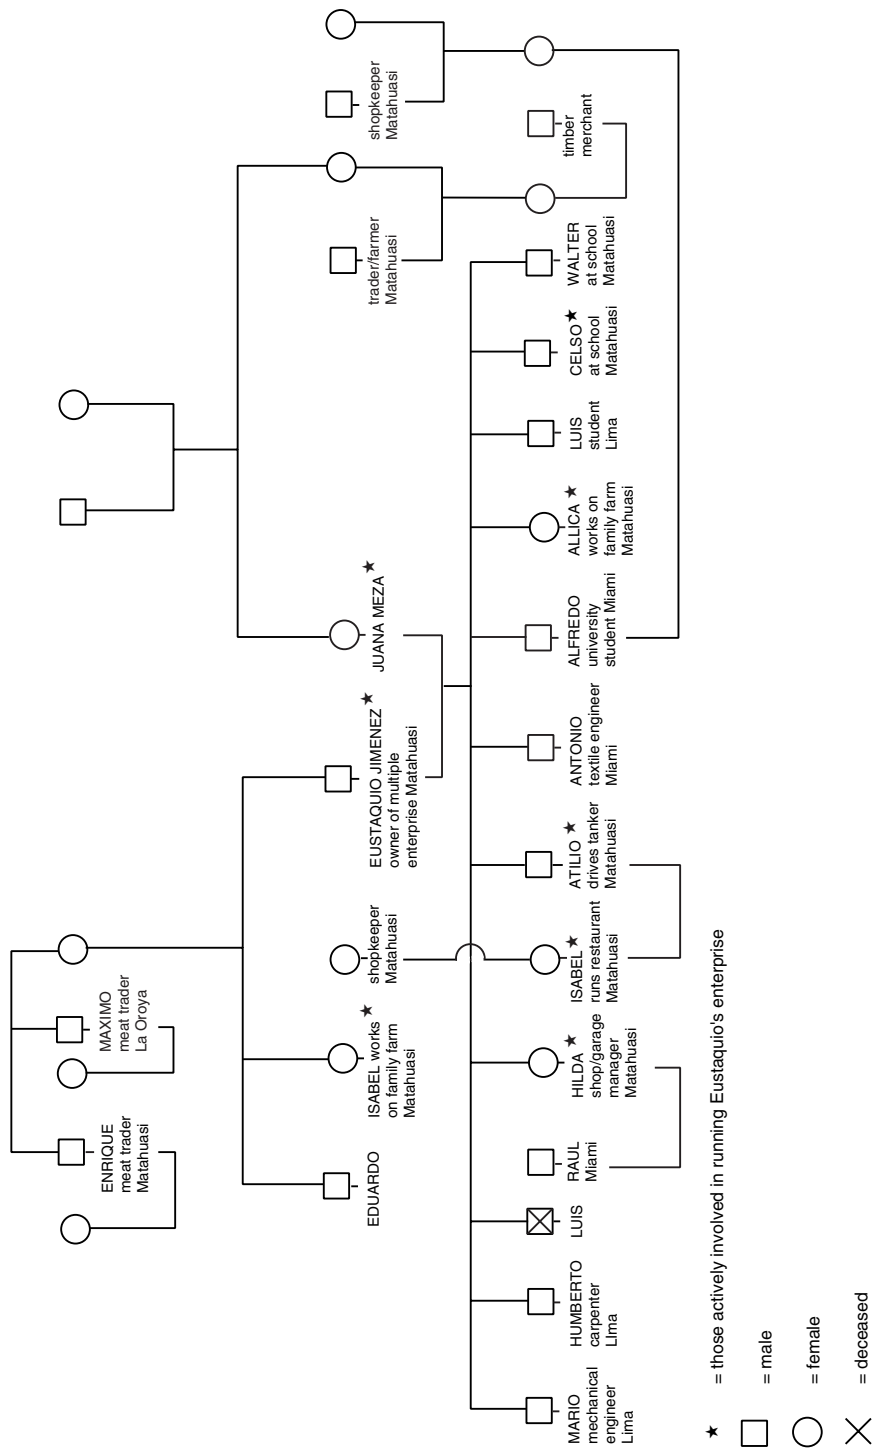 ENRIQUE
meat trader
Matahuasi
MAXIMO
meat trader
La Oroya
EDUARDO
ISABEL works ★
on family farm
Matahuasi
shopkeeper
Matahuasi
EUSTAQUIO JIMENEZ ★
owner of multiple
enterprise Matahuasi
JUANA MEZA ★
trader/farmer
Matahuasi
shopkeeper
Matahuasi
MARIO
mechanical
engineer
Lima
HUMBERTO
carpenter
LIma
LUIS
RAUL
Miami
HILDA ★
shop/garage
manager
Matahuasi
ISABEL ★
runs restaurant
Matahuasi
ATILIO ★
drives tanker
Matahuasi
ANTONIO
textile engineer
Miami
ALFREDO
university
student Miami
ALLICA ★
works on
family farm
Matahuasi
LUIS
student
Lima
CELSO ★
at school
Matahuasi
WALTER
at school
Matahuasi
timber
merchant
★ = those actively involved in running Eustaquio's enterprise
= male
= female
= deceased